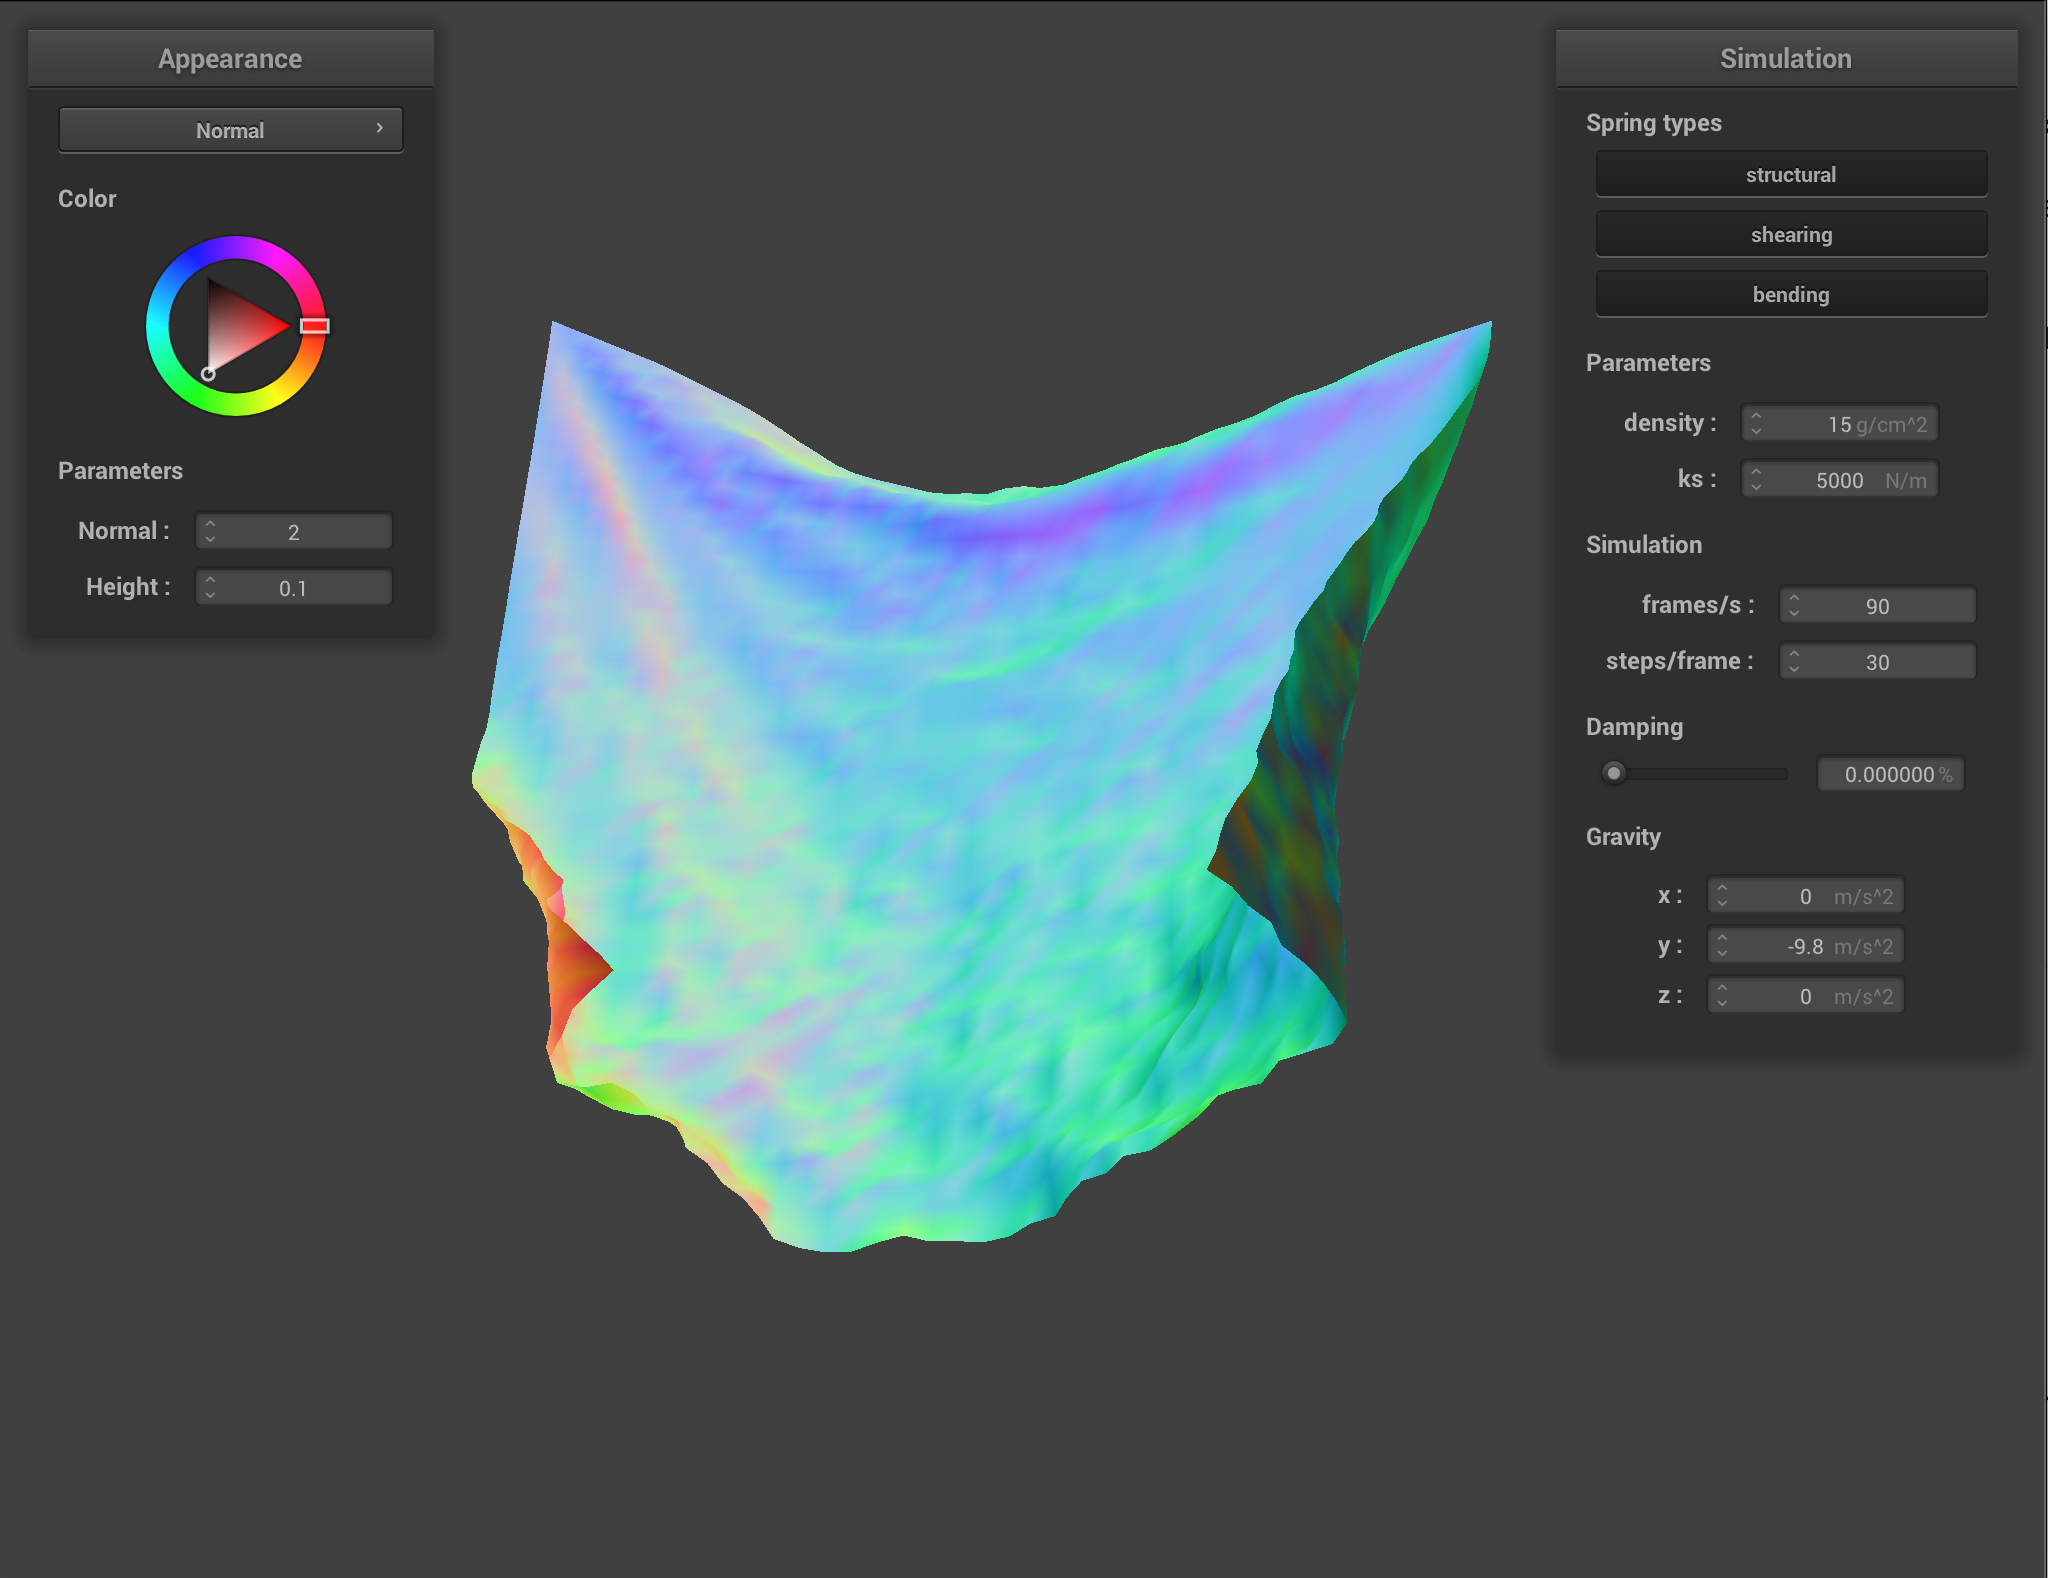 Appearance
Normal
Color
Parameters
Normal : 2
Height : 0.1
Simulation
Spring types
structural
shearing
bending
Parameters
density : 15 g/cm^2
ks : 5000 N/m
Simulation
frames/s : 90
steps/frame : 30
Damping
0.000000 %
Gravity
x : 0 m/s^2
y : -9.8 m/s^2
z : 0 m/s^2